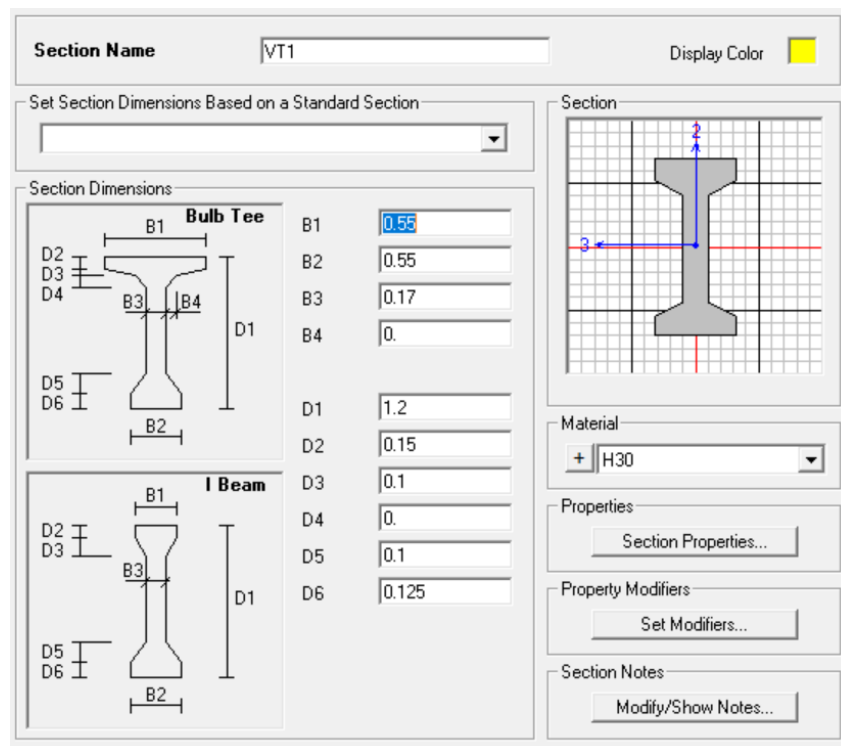 Section Name
VT1
Display Color
Set Section Dimensions Based on a Standard Section
Section Dimensions
Bulb Tee
B1
D2
D3
D4
B3
B4
D1
D5
D6
B2
I Beam
B1
D2
D3
B3
D1
D5
D6
B2
B1 0.55
B2 0.55
B3 0.17
B4 0.
D1 1.2
D2 0.15
D3 0.1
D4 0.
D5 0.1
D6 0.125
Section
2
3
Material
+ H30
Properties
Section Properties...
Property Modifiers
Set Modifiers...
Section Notes
Modify/Show Notes...